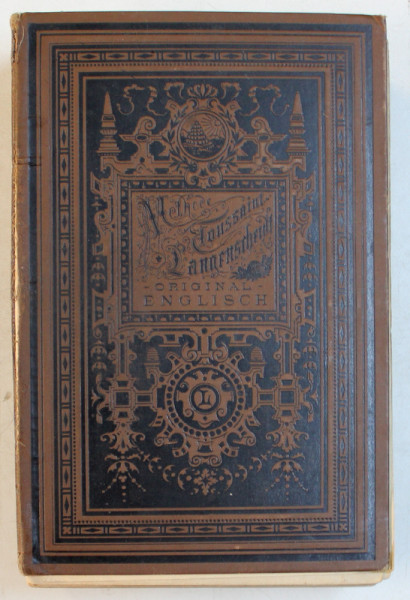 Methode
Toussaint
Langenscheidt
- ORIGINAL -
ENGLISCH
L